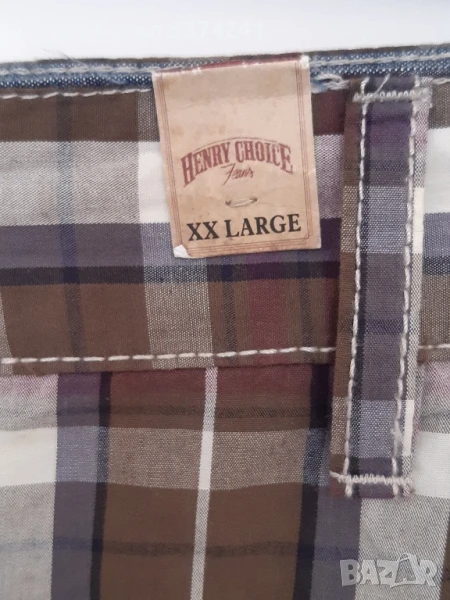 HENRY CHOICE
Jeans
XX LARGE
BAZAR